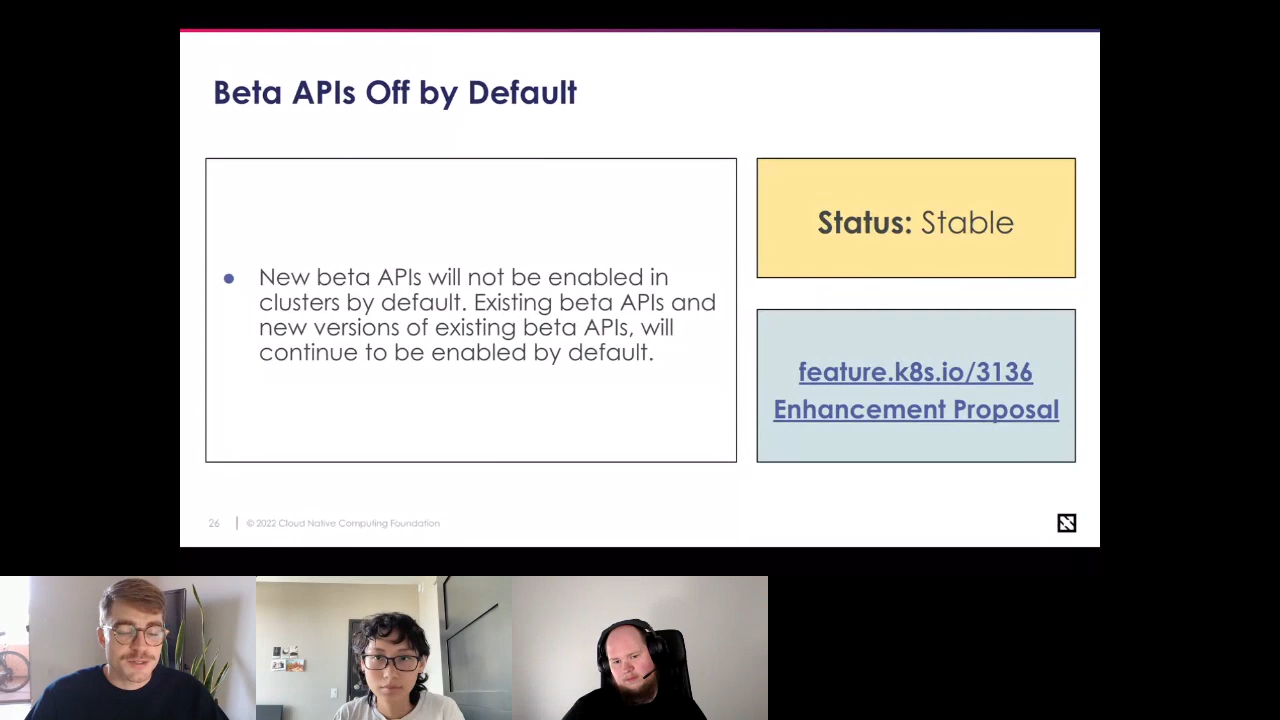 Beta APIs Off by Default
● New beta APIs will not be enabled in
clusters by default. Existing beta APIs and
new versions of existing beta APIs, will
continue to be enabled by default.
Status: Stable
feature.k8s.io/3136
Enhancement Proposal
26 | © 2022 Cloud Native Computing Foundation